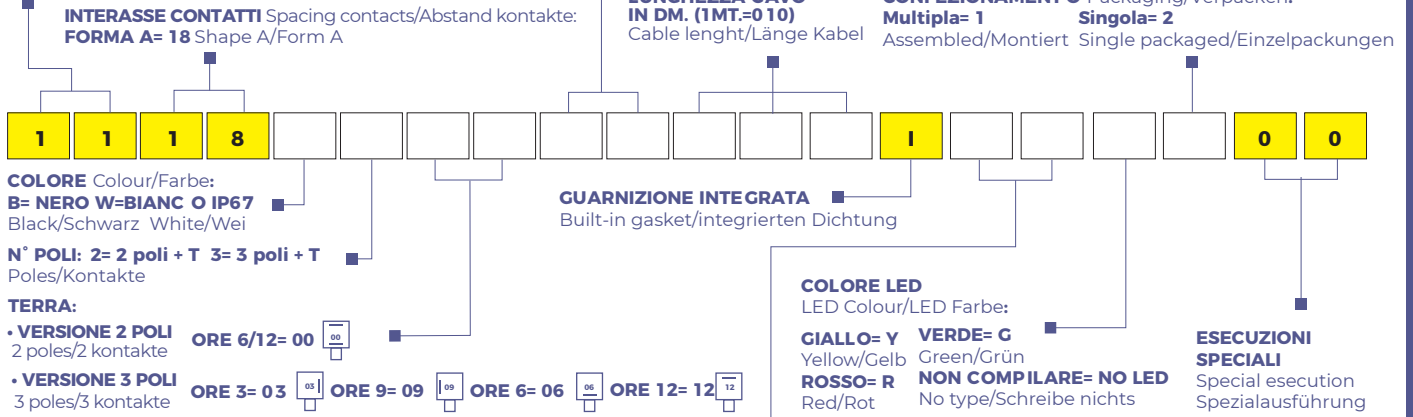 INTERASSE CONTATTI Spacing contacts/Abstand kontakte:
FORMA A= 18 Shape A/Form A
IN DM. (1MT.=010)
Cable lenght/Länge Kabel
Multipla= 1 Singola= 2
Assembled/Montiert Single packaged/Einzelpackungen
1 1 1 8 I 0 0
COLORE Colour/Farbe:
B= NERO W=BIANC O IP67
Black/Schwarz White/Wei
N° POLI: 2= 2 poli + T 3= 3 poli + T
Poles/Kontakte
TERRA:
• VERSIONE 2 POLI
2 poles/2 kontakte
ORE 6/12= 00 00
• VERSIONE 3 POLI
3 poles/3 kontakte
ORE 3= 03 03 ORE 9= 09 09 ORE 6= 06 06 ORE 12= 12 12
GUARNIZIONE INTEGRATA
Built-in gasket/integrierten Dichtung
COLORE LED
LED Colour/LED Farbe:
GIALLO= Y VERDE= G
Yellow/Gelb Green/Grün
ROSSO= R NON COMPILARE= NO LED
Red/Rot No type/Schreibe nichts
ESECUZIONI
SPECIALI
Special esecution
Spezialausführung